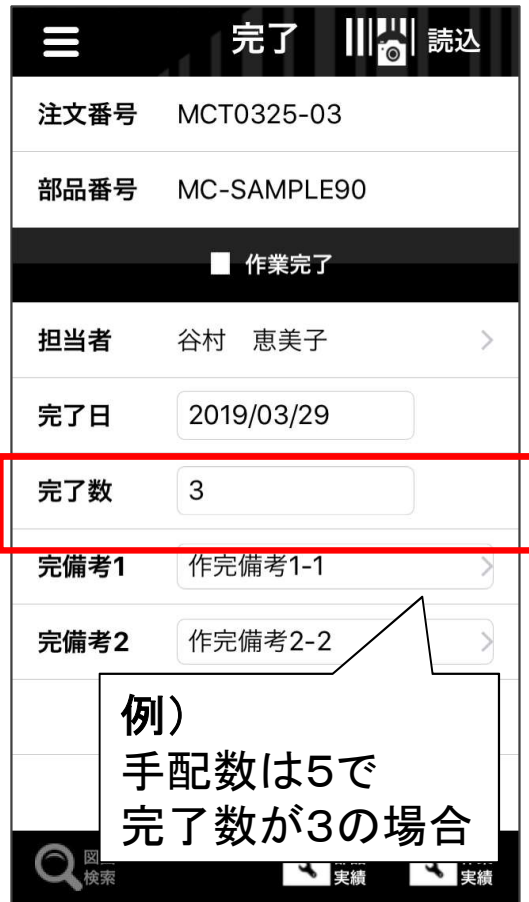 完了 読込
注文番号 MCT0325-03
部品番号 MC-SAMPLE90
作業完了
担当者 谷村 恵美子
完了日 2019/03/29
完了数 3
完備考1 作完備考1-1
完備考2 作完備考2-2
例）
手配数は5で
完了数が3の場合
検索 実績 実績